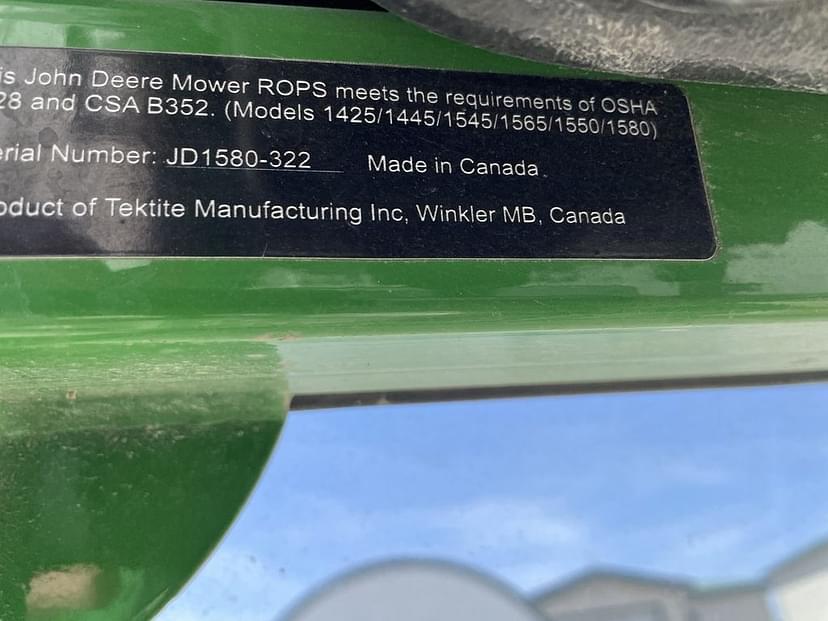 is John Deere Mower ROPS meets the requirements of OSHA
28 and CSA B352. (Models 1425/1445/1545/1565/1550/1580)
erial Number: JD1580-322 Made in Canada
oduct of Tektite Manufacturing Inc, Winkler MB, Canada